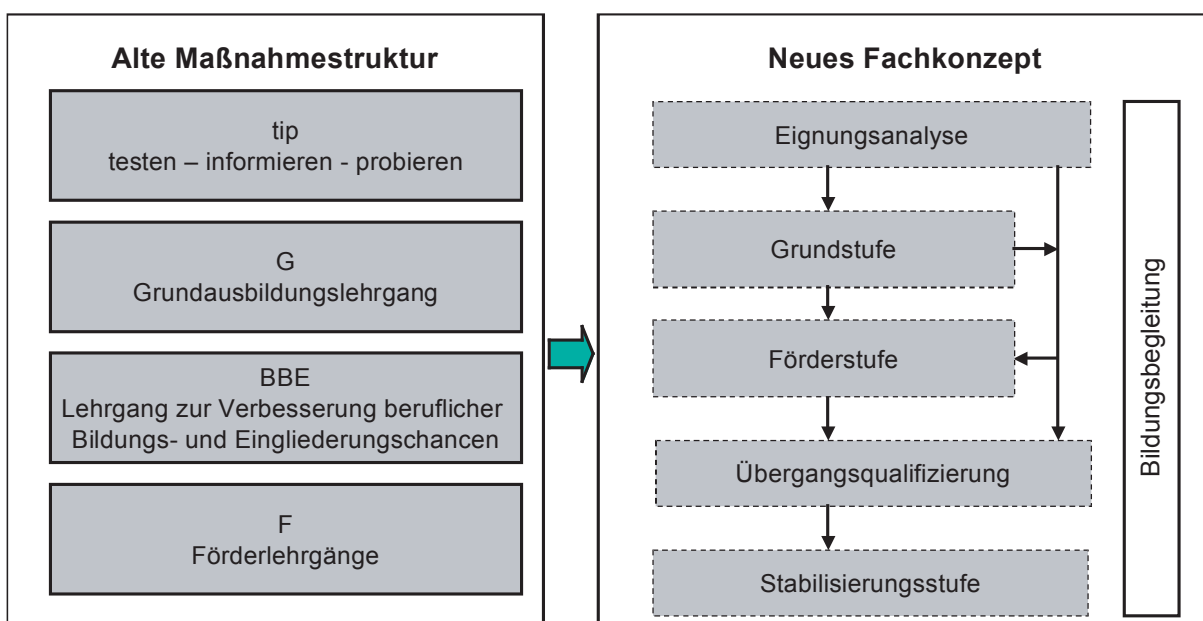 Alte Maßnahmestruktur
tip
testen – informieren - probieren
G
Grundausbildungslehrgang
BBE
Lehrgang zur Verbesserung beruflicher
Bildungs- und Eingliederungschancen
F
Förderlehrgänge
Neues Fachkonzept
Eignungsanalyse
Grundstufe
Förderstufe
Übergangsqualifizierung
Stabilisierungsstufe
Bildungsbegleitung